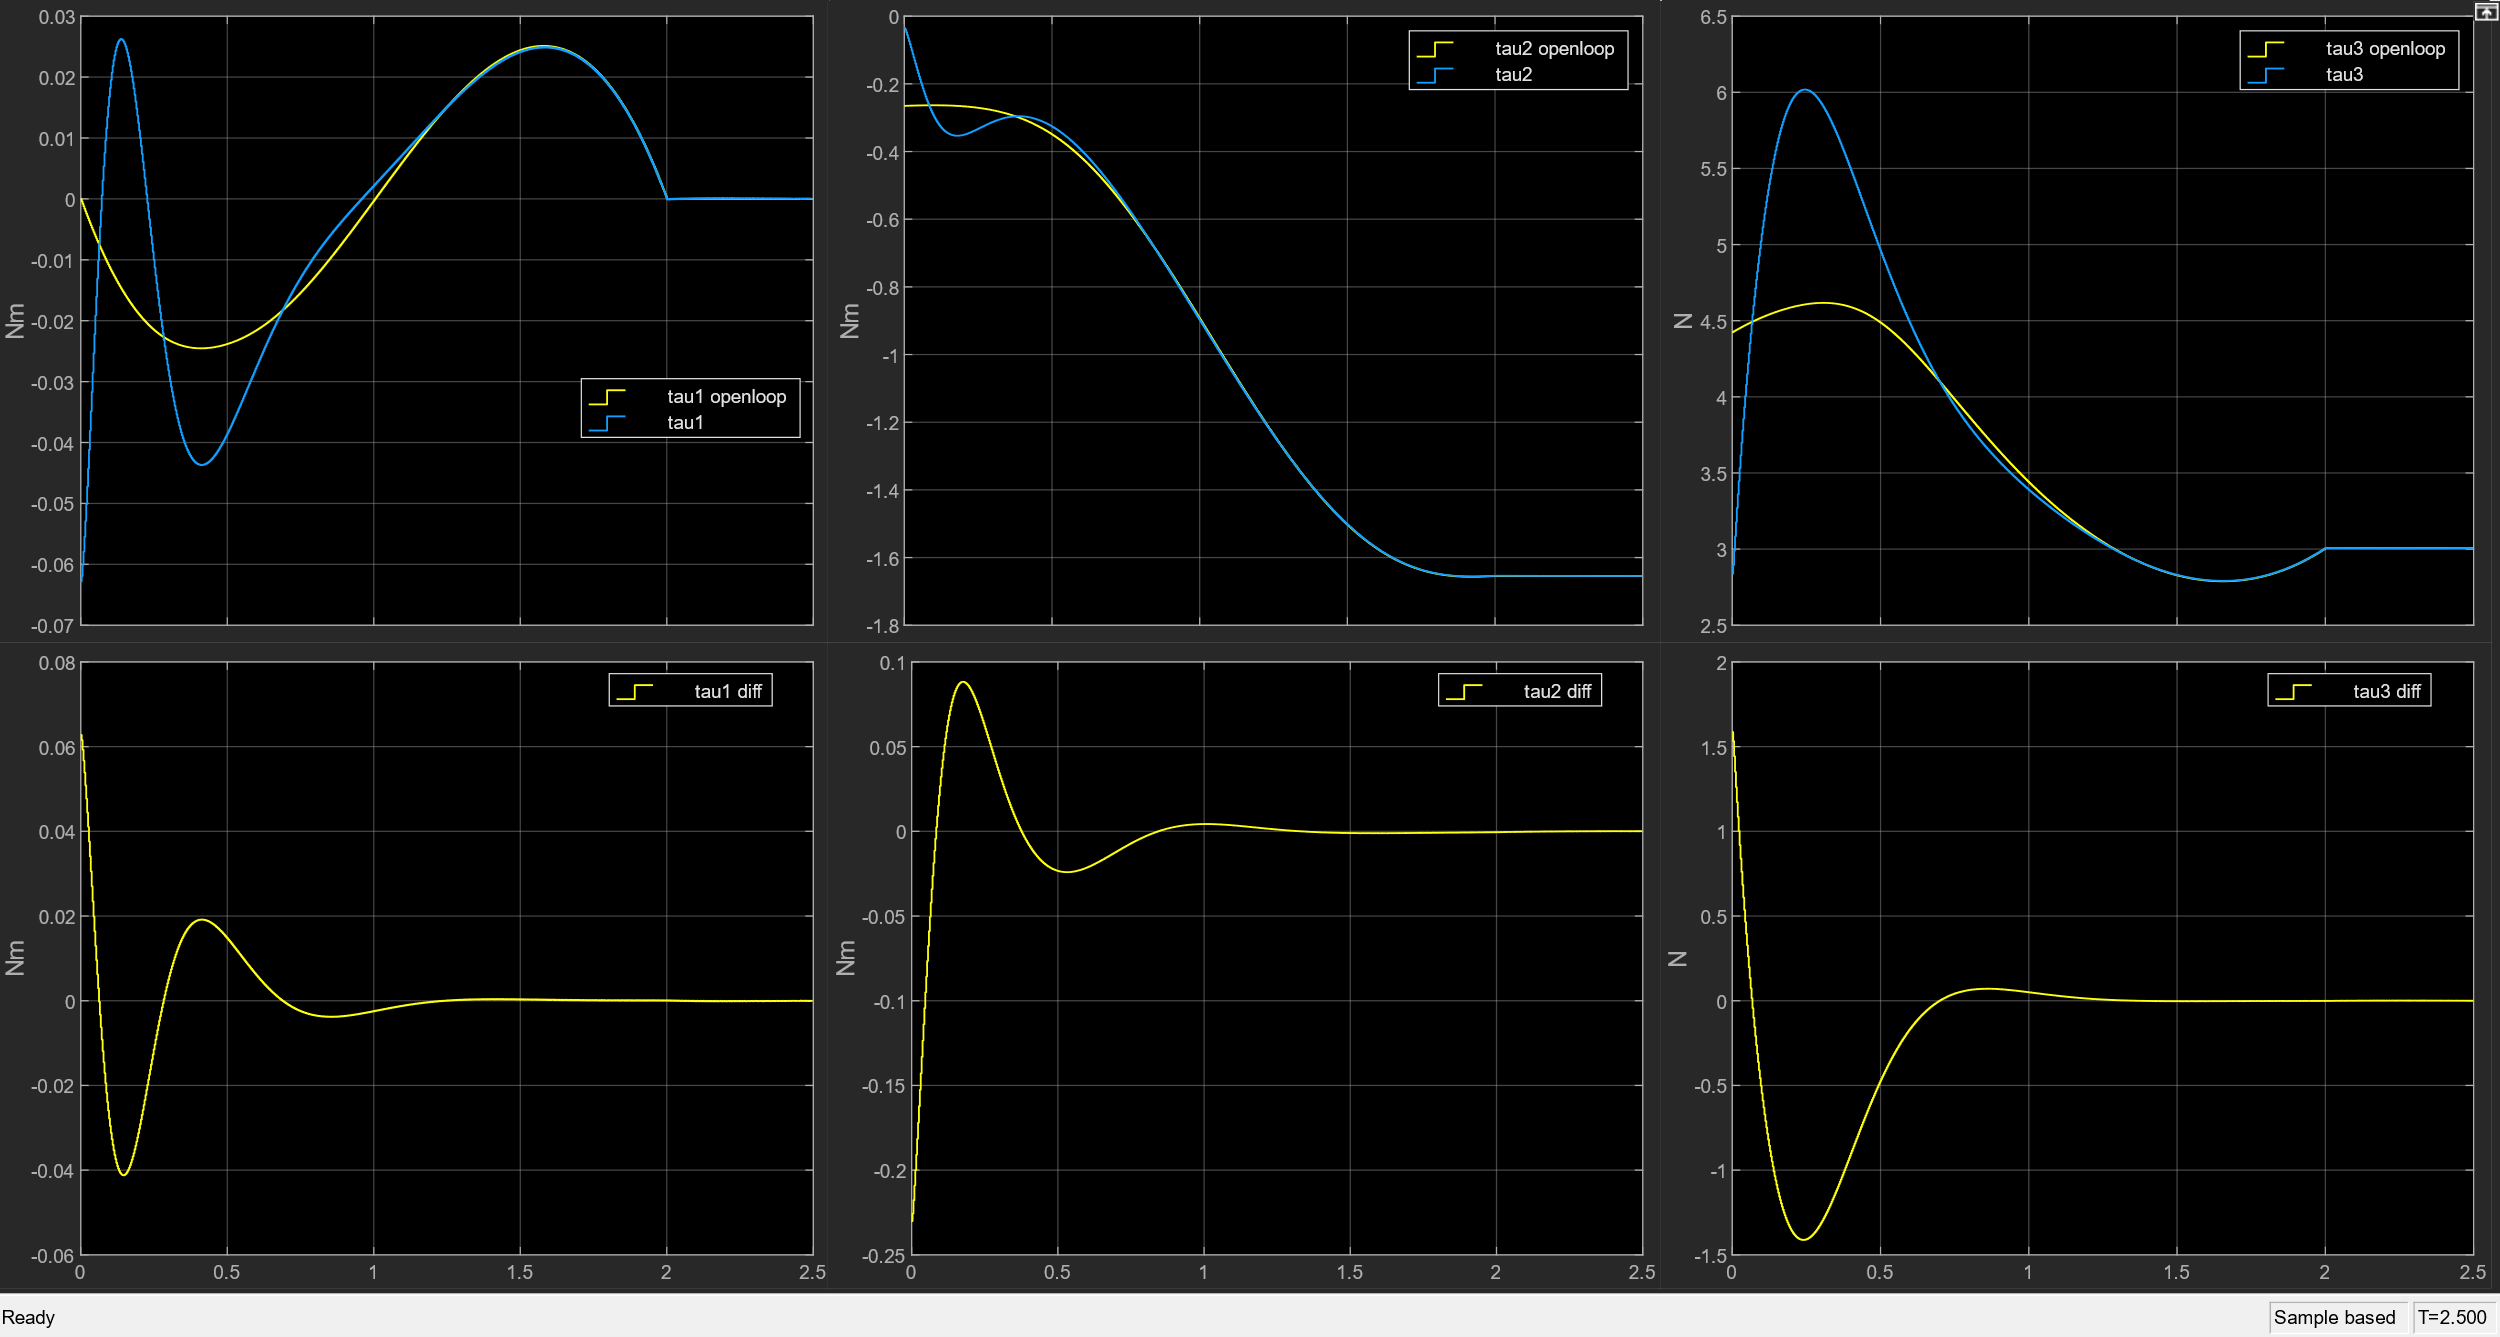 0.03
0.02
0.01
0
-0.01
-0.02
-0.03
-0.04
-0.05
-0.06
-0.07
Nm
tau1 openloop
tau1
0
-0.2
-0.4
-0.6
-0.8
-1
-1.2
-1.4
-1.6
-1.8
Nm
tau2 openloop
tau2
6.5
6
5.5
5
4.5
4
3.5
3
2.5
N
tau3 openloop
tau3
0.08
0.06
0.04
0.02
0
-0.02
-0.04
-0.06
Nm
tau1 diff
0 0.5 1 1.5 2 2.5
0.1
0.05
0
-0.05
-0.1
-0.15
-0.2
-0.25
Nm
tau2 diff
0 0.5 1 1.5 2 2.5
2
1.5
1
0.5
0
-0.5
-1
-1.5
N
tau3 diff
0 0.5 1 1.5 2 2.5
Ready
Sample based T=2.500